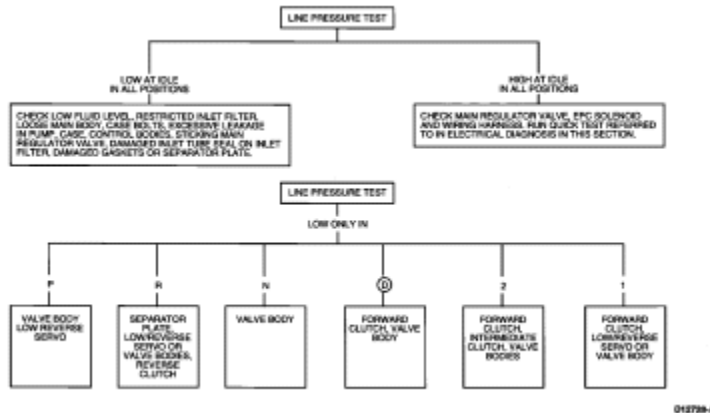 LINE PRESSURE TEST
LOW AT IDLE
IN ALL POSITIONS
HIGH AT IDLE
IN ALL POSITIONS
CHECK LOW FLUID LEVEL, RESTRICTED INLET FILTER,
LOOSE MAIN BODY, CASE BOLTS, EXCESSIVE LEAKAGE
IN PUMP, CASE, CONTROL BODIES, STICKING MAIN
REGULATOR VALVE, DAMAGED INLET TUBE SEAL ON INLET
FILTER, DAMAGED GASKETS OR SEPARATOR PLATE.
CHECK MAIN REGULATOR VALVE, EPC SOLENOID
AND WIRING HARNESS. RUN QUICK TEST REFERRED
TO IN ELECTRICAL DIAGNOSIS IN THIS SECTION.
LINE PRESSURE TEST
LOW ONLY IN
P
R
N
D
2
1
VALVE BODY
LOW REVERSE
SERVO
SEPARATOR
PLATE,
LOW/REVERSE
SERVO OR
VALVE BODIES,
REVERSE
CLUTCH
VALVE BODY
FORWARD
CLUTCH, VALVE
BODY
FORWARD
CLUTCH,
INTERMEDIATE
CLUTCH, VALVE
BODIES
FORWARD
CLUTCH,
LOW/REVERSE
SERVO OR
VALVE BODY